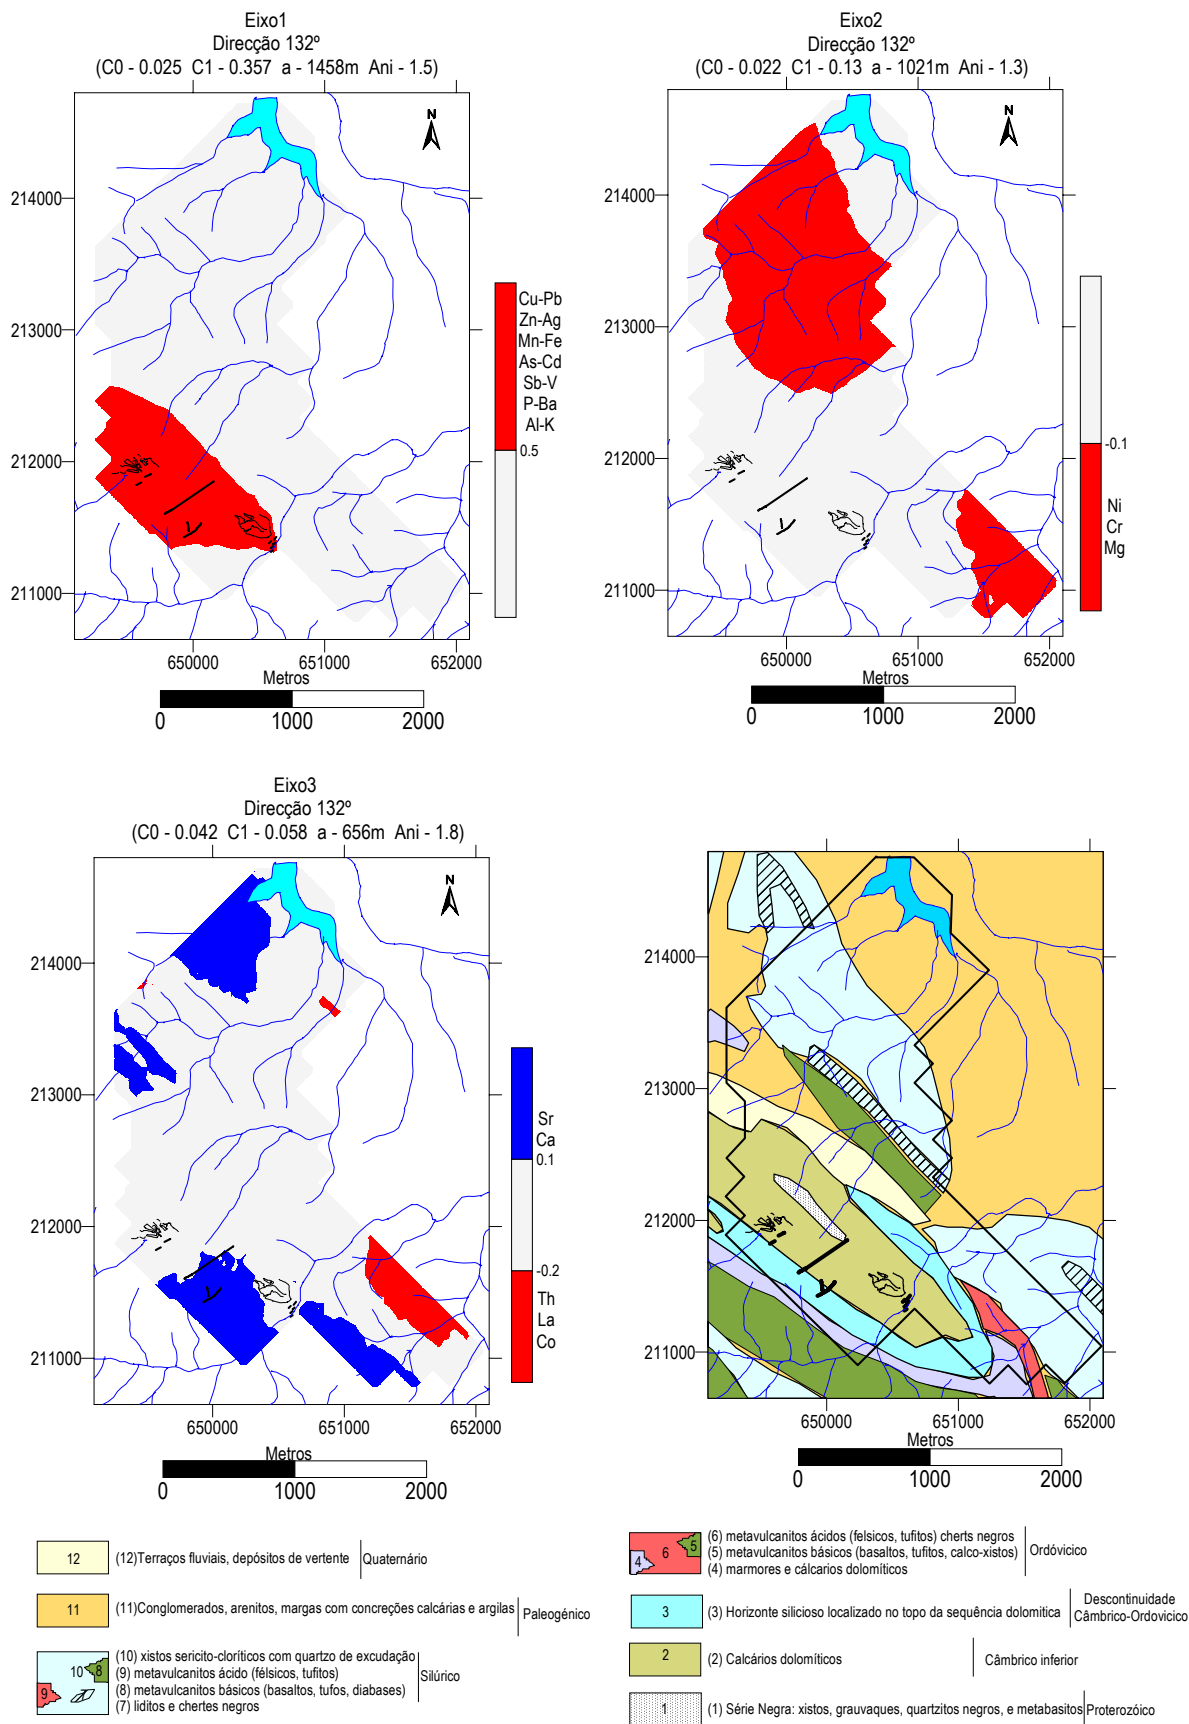 Eixo1
Direcção 132º
(C0 - 0.025 C1 - 0.357 a - 1458m Ani - 1.5)
N
214000
213000
212000
211000
650000 651000 652000
Metros
0 1000 2000
Cu-Pb
Zn-Ag
Mn-Fe
As-Cd
Sb-V
P-Ba
Al-K
0.5
Eixo2
Direcção 132º
(C0 - 0.022 C1 - 0.13 a - 1021m Ani - 1.3)
N
214000
213000
212000
211000
650000 651000 652000
Metros
0 1000 2000
-0.1
Ni
Cr
Mg
Eixo3
Direcção 132º
(C0 - 0.042 C1 - 0.058 a - 656m Ani - 1.8)
N
214000
213000
212000
211000
650000 651000 652000
Metros
0 1000 2000
Sr
Ca
0.1
-0.2
Th
La
Co
214000
213000
212000
211000
650000 651000 652000
Metros
0 1000 2000
12 (12)Terraços fluviais, depósitos de vertente Quaternário
11 (11)Conglomerados, arenitos, margas com concreções calcárias e argilas Paleogénico
10 8 9
(10) xistos sericito-cloríticos com quartzo de excudação
(9) metavulcanitos ácido (félsicos, tufitos)
(8) metavulcanitos básicos (basaltos, tufos, diabases)
(7) liditos e chertes negros
Silúrico
6 5 4
(6) metavulcanitos ácidos (felsicos, tufitos) cherts negros
(5) metavulcanitos básicos (basaltos, tufitos, calco-xistos)
(4) marmores e cálcarios dolomíticos
Ordóvicico
3 (3) Horizonte silicioso localizado no topo da sequência dolomitica
Descontinuidade
Câmbrico-Ordovicico
2 (2) Calcários dolomíticos Câmbrico inferior
1 (1) Série Negra: xistos, grauvaques, quartzitos negros, e metabasitos Proterozóico